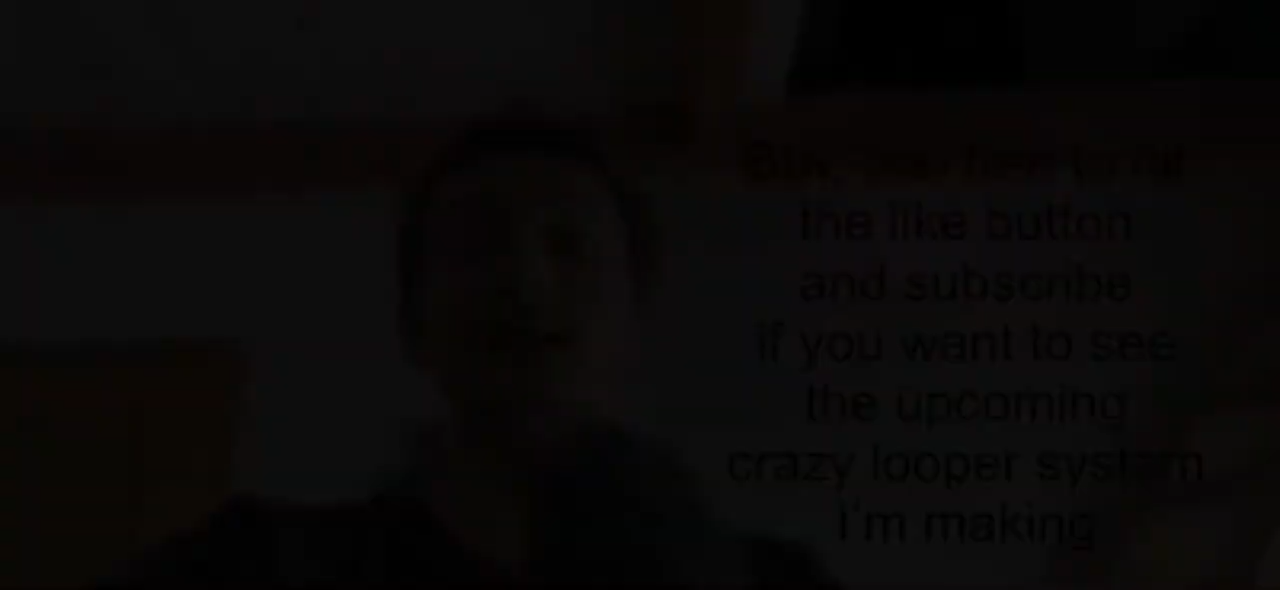 the like button
and subscribe
if you want to see
the upcoming
crazy looper system
I'm making